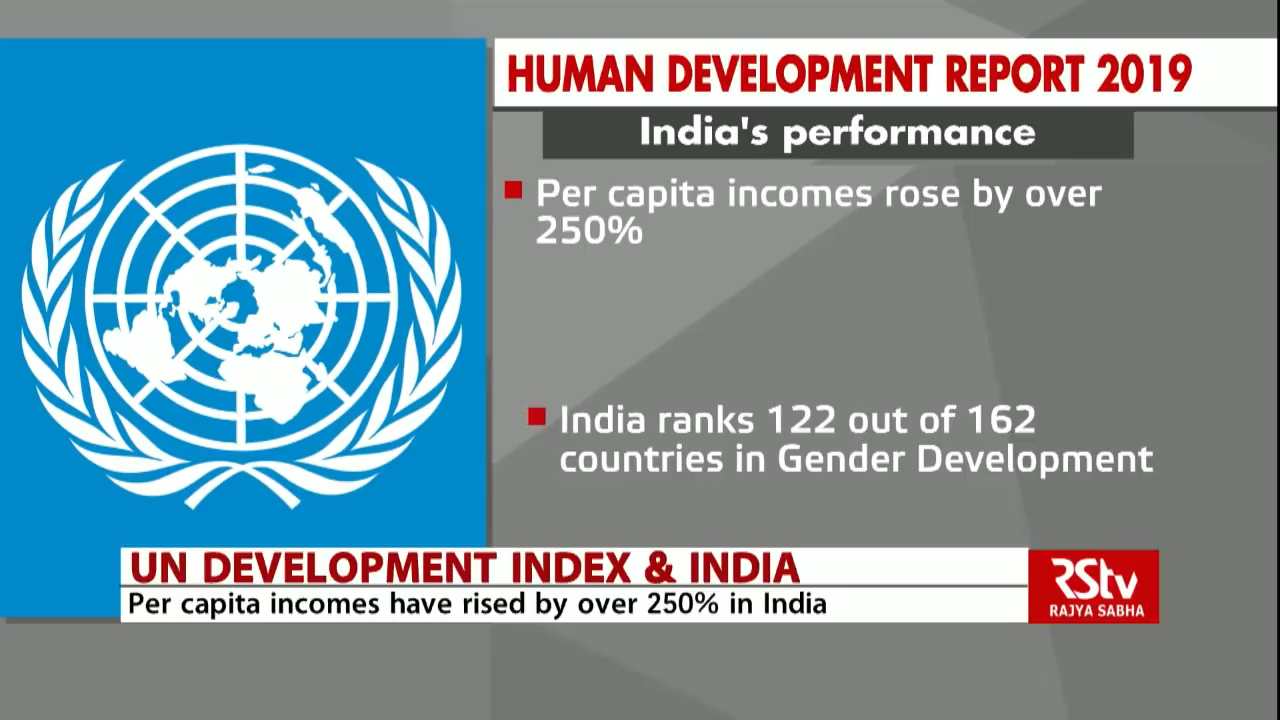 HUMAN DEVELOPMENT REPORT 2019
India's performance
Per capita incomes rose by over
250%
India ranks 122 out of 162
countries in Gender Development
UN DEVELOPMENT INDEX & INDIA
Per capita incomes have rised by over 250% in India
RStv
RAJYA SABHA